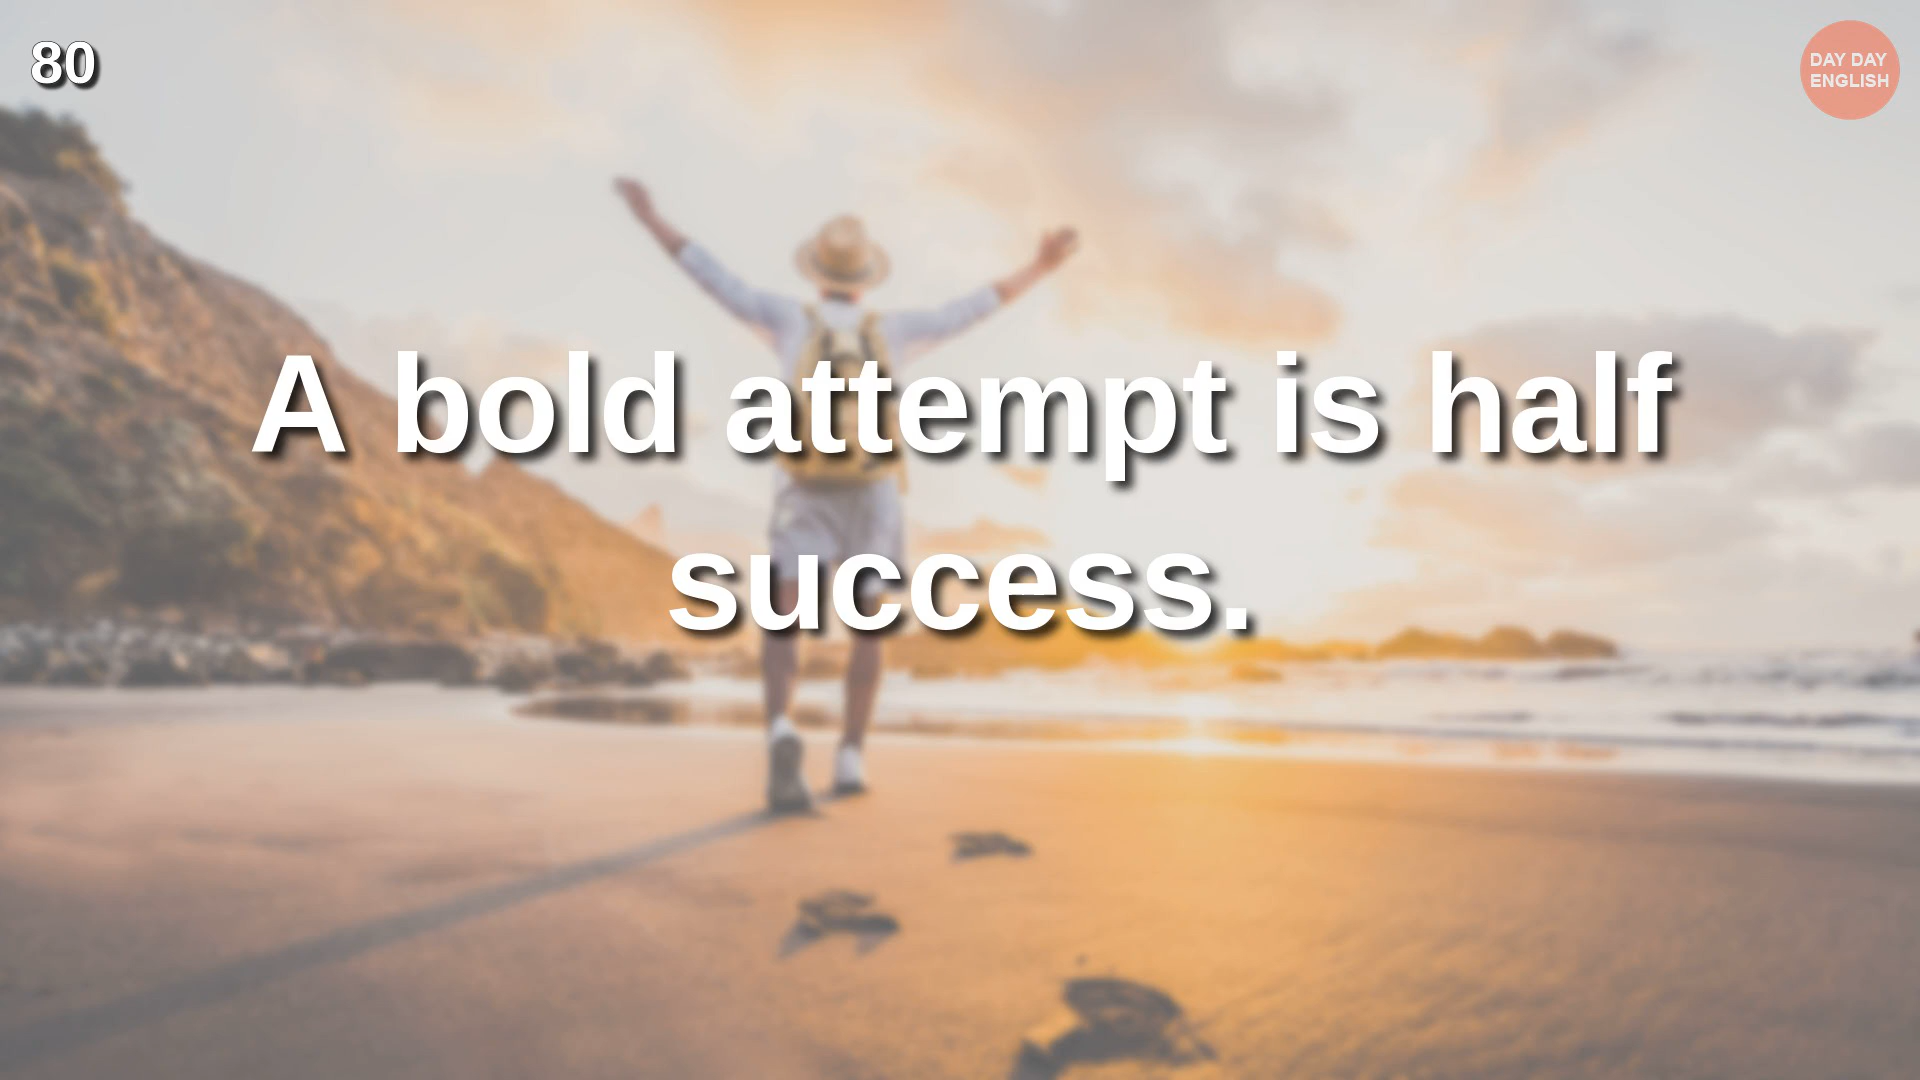 80
DAY DAY
ENGLISH
A bold attempt is half
success.